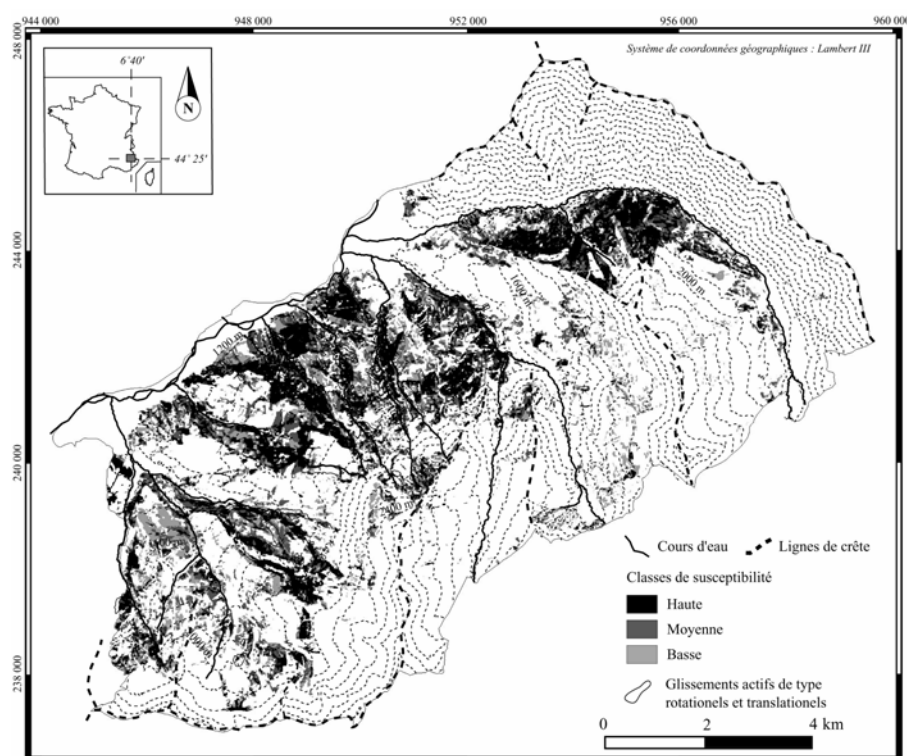 944 000
948 000
952 000
956 000
960 000
248 000
Système de coordonnées géographiques : Lambert III
6°40'
N
44° 25'
244 000
1600 m
2000 m
1200 m
240 000
Cours d'eau
Lignes de crête
Classes de susceptibilité
Haute
Moyenne
Basse
Glissements actifs de type
rotationels et translationels
238 000
0
2
4 km